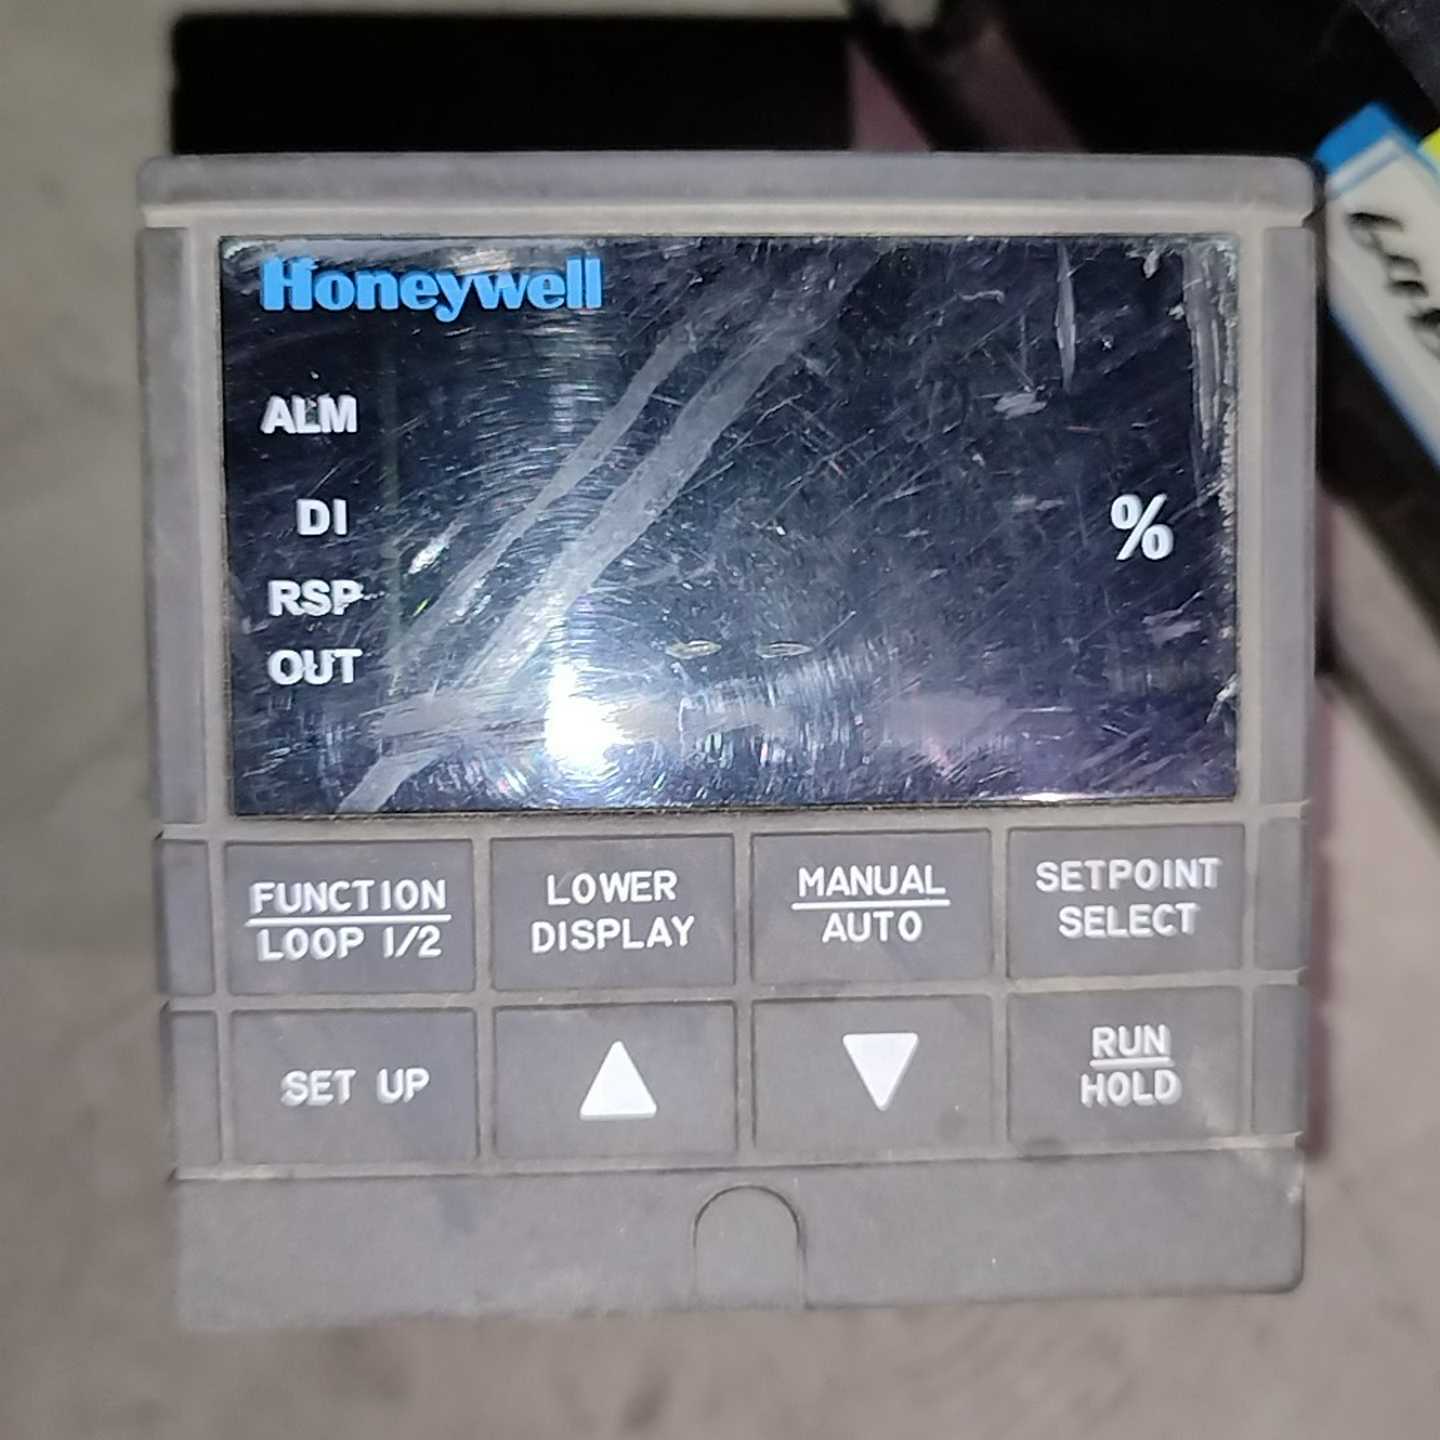 Honeywell
ALM
DI
%
RSP
OUT
FUNCTION
LOOP 1/2
LOWER
DISPLAY
MANUAL
AUTO
SETPOINT
SELECT
SET UP
RUN
HOLD